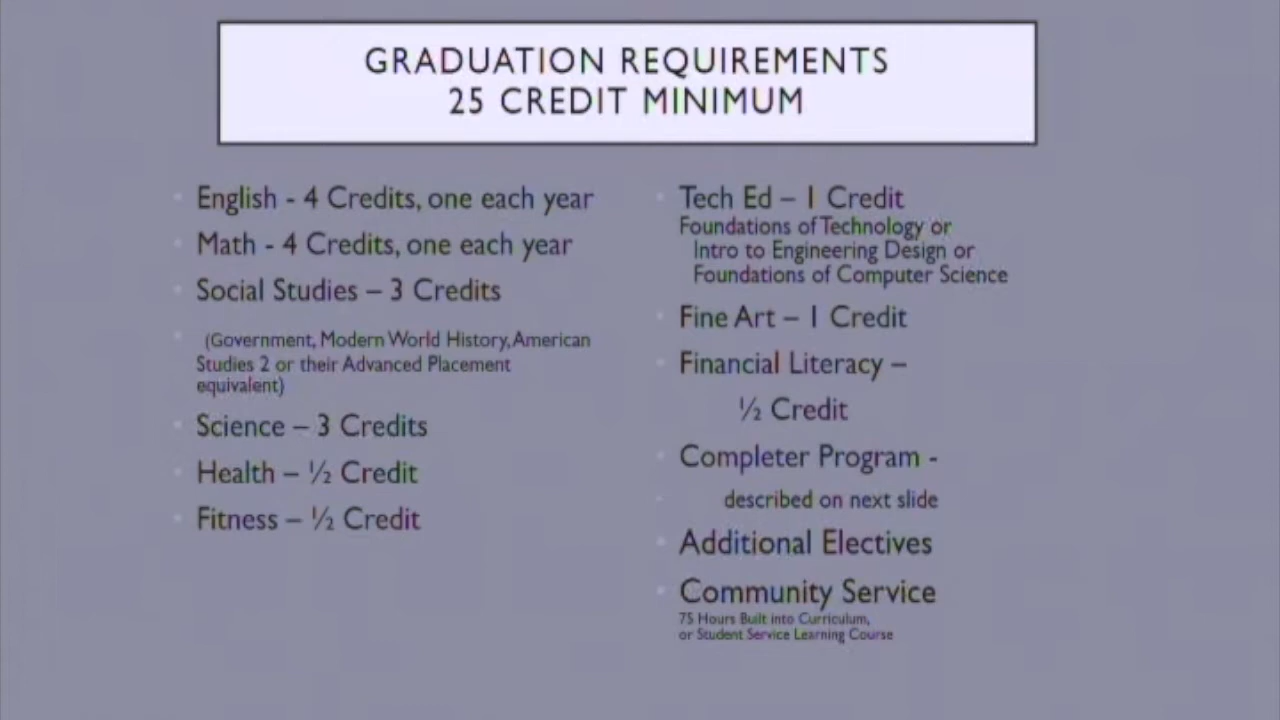 GRADUATION REQUIREMENTS
25 CREDIT MINIMUM
English - 4 Credits, one each year
Math - 4 Credits, one each year
Social Studies – 3 Credits
(Government, Modern World History, American
Studies 2 or their Advanced Placement
equivalent)
Science – 3 Credits
Health – ½ Credit
Fitness – ½ Credit
Tech Ed – 1 Credit
Foundations of Technology or
Intro to Engineering Design or
Foundations of Computer Science
Fine Art – 1 Credit
Financial Literacy –
½ Credit
Completer Program -
described on next slide
Additional Electives
Community Service
75 Hours Built into Curriculum,
or Student Service Learning Course